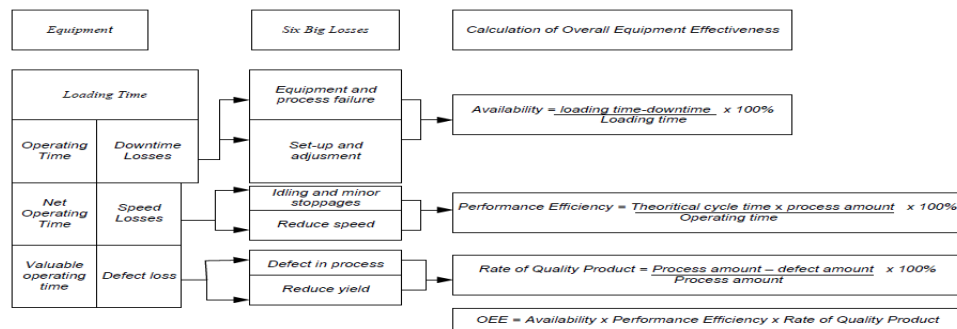 Equipment
Six Big Losses
Calculation of Overall Equipment Effectiveness
Loading Time
Operating
Time
Downtime
Losses
Equipment and
process failure
Set-up and
adjusment
Availability = loading time-downtime x 100%
Loading time
Net
Operating
Time
Speed
Losses
Idling and minor
stoppages
Reduce speed
Performance Efficiency = Theoritical cycle time x process amount x 100%
Operating time
Valuable
operating
time
Defect loss
Defect in process
Reduce yield
Rate of Quality Product = Process amount – defect amount x 100%
Process amount
OEE = Availability x Performance Efficiency x Rate of Quality Product